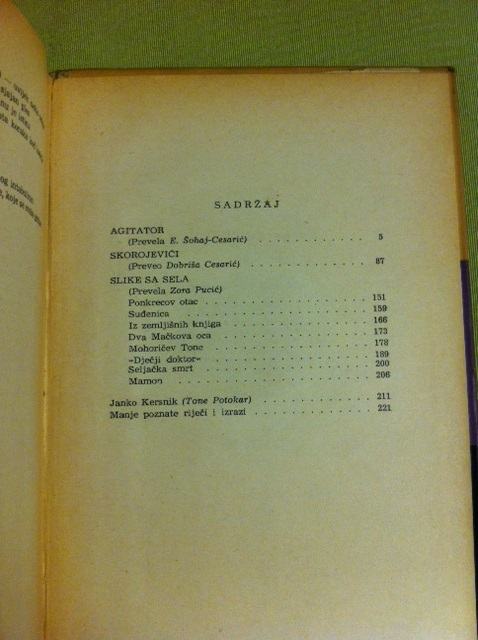 SADRŽAJ
AGITATOR
(Prevela E. Šohaj-Cesarić) . . . . . . . . . . . 5
SKOROJEVIĆI
(Preveo Dobriša Cesarić) . . . . . . . . . . . . 87
SLIKE SA SELA
(Prevela Zora Pucić)
Ponkrecov otac . . . . . . . . . . . . . . . . . 151
Suđenica . . . . . . . . . . . . . . . . . . . . 159
Iz zemljišnih knjiga . . . . . . . . . . . . . . 166
Dva Mačkova oca . . . . . . . . . . . . . . . . 173
Mohoričev Tone . . . . . . . . . . . . . . . . . 178
»Dječji doktor« . . . . . . . . . . . . . . . . . 189
Seljačka smrt . . . . . . . . . . . . . . . . . . 200
Mamon . . . . . . . . . . . . . . . . . . . . . 206
Janko Kersnik (Tone Potokar) . . . . . . . . . . 211
Manje poznate riječi i izrazi . . . . . . . . . . 221